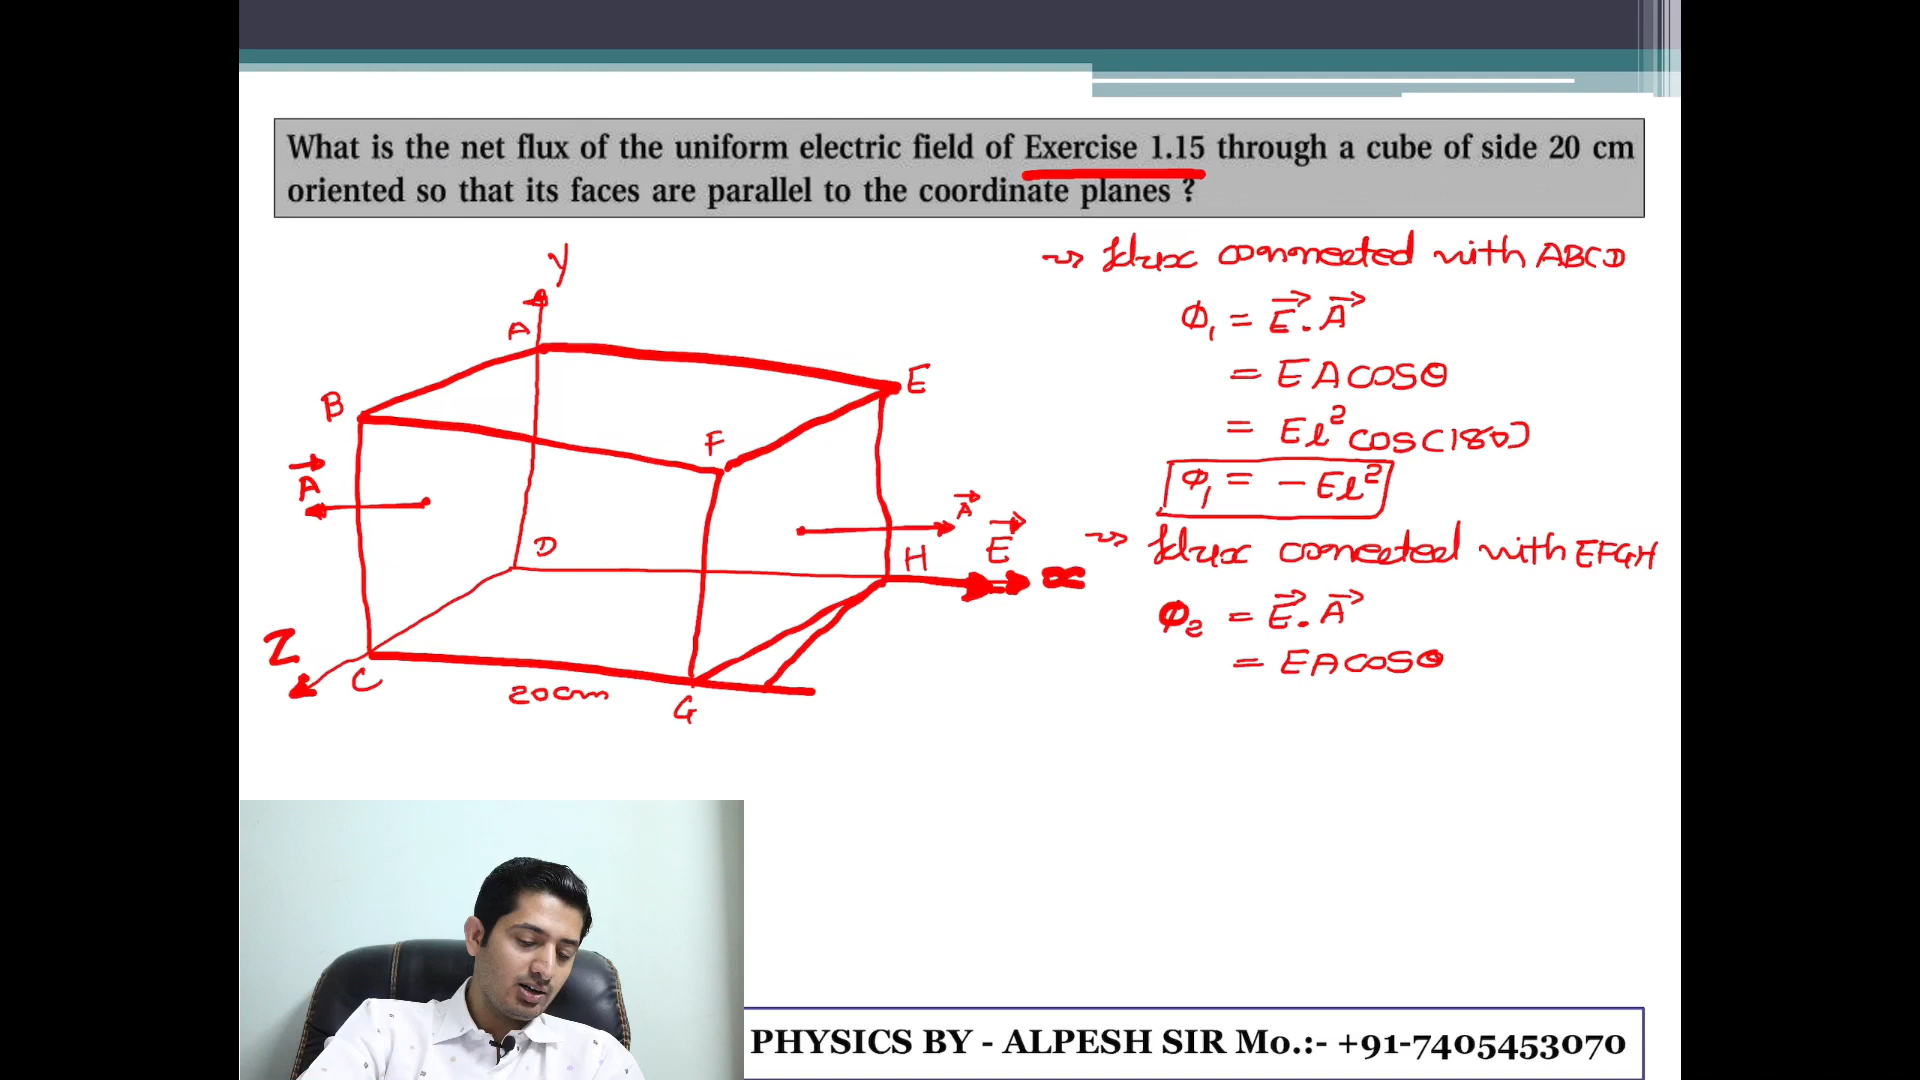 What is the net flux of the uniform electric field of Exercise 1.15 through a cube of side 20 cm
oriented so that its faces are parallel to the coordinate planes ?
Y
A
B
E
F
A⃗
D
A⃗
E⃗
H
x
Z
C
20cm
G
⇝ flux connected with ABCD
ϕ₁ = E⃗.A⃗
= EAcosθ
= El²cos(180)
ϕ₁ = -El²
⇝ flux connected with EFGH
ϕ₂ = E⃗.A⃗
= EAcosθ
PHYSICS BY - ALPESH SIR Mo.:- +91-7405453070